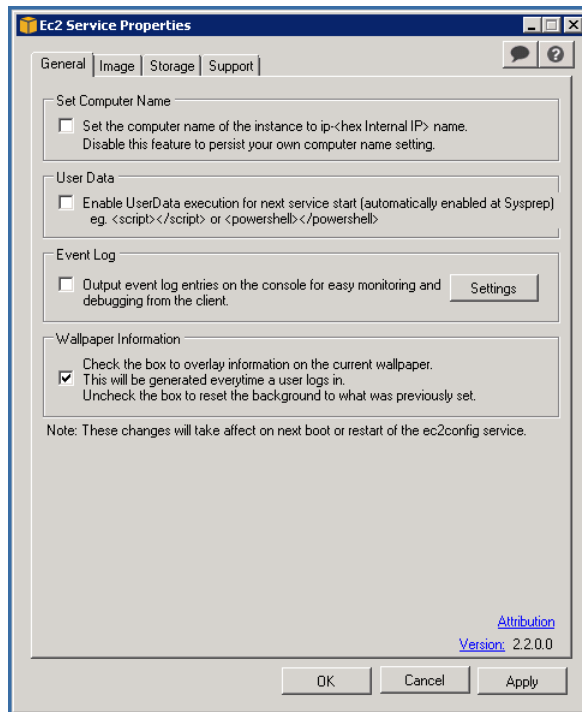 Ec2 Service Properties
General Image Storage Support
Set Computer Name
Set the computer name of the instance to ip-<hex Internal IP> name.
Disable this feature to persist your own computer name setting.
User Data
Enable UserData execution for next service start (automatically enabled at Sysprep)
eg. <script></script> or <powershell></powershell>
Event Log
Output event log entries on the console for easy monitoring and
debugging from the client.
Settings
Wallpaper Information
Check the box to overlay information on the current wallpaper.
This will be generated everytime a user logs in.
Uncheck the box to reset the background to what was previously set.
Note: These changes will take affect on next boot or restart of the ec2config service.
Attribution
Version: 2.2.0.0
OK Cancel Apply